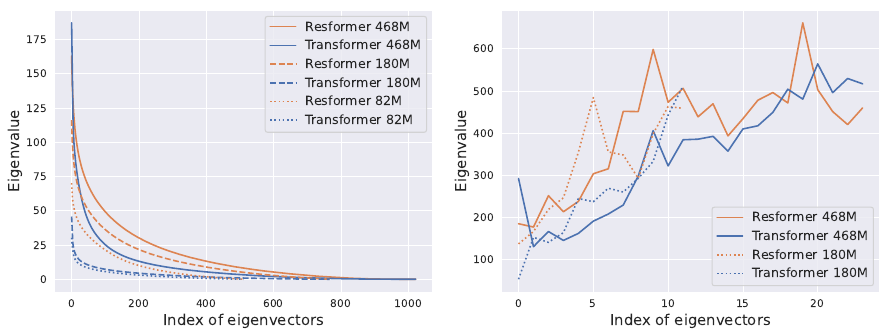 Resformer 468M
Transformer 468M
Resformer 180M
Transformer 180M
Resformer 82M
Transformer 82M
Eigenvalue
175
150
125
100
75
50
25
0
0 200 400 600 800 1000
Index of eigenvectors
Eigenvalue
600
500
400
300
200
100
Resformer 468M
Transformer 468M
Resformer 180M
Transformer 180M
0 5 10 15 20
Index of eigenvectors